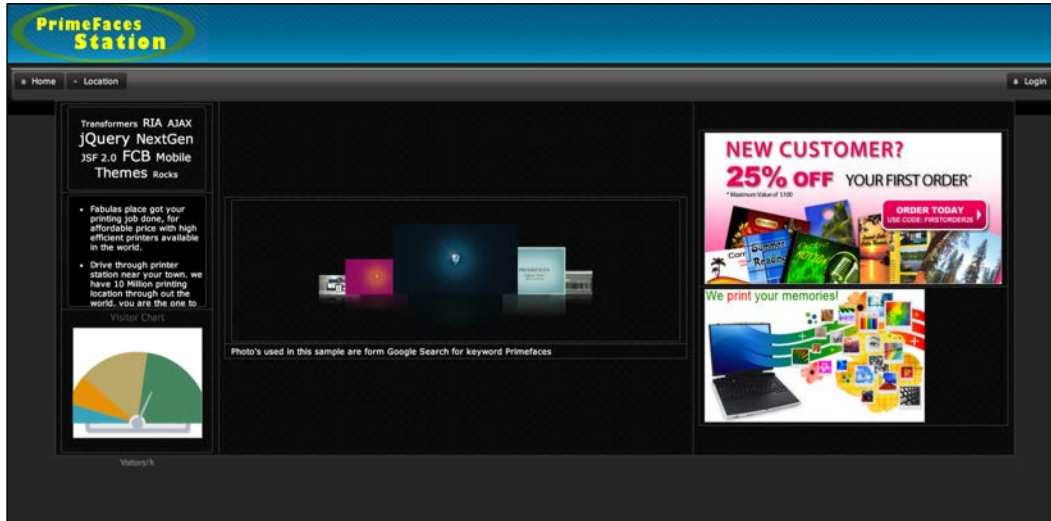 PrimeFaces
Station
Home
Location
Login
Transformers RIA AJAX
jQuery NextGen
JSF 2.0 FCB Mobile
Themes Rocks
Fabulas place got your
printing job done, for
affordable price with high
efficient printers available
in the world.
Drive through printer
station near your town. we
have 10 Million printing
location through out the
world. you are the one to
Visitor Chart
Visitors/h
Photo's used in this sample are form Google Search for keyword Primefaces
NEW CUSTOMER?
25% OFF YOUR FIRST ORDER*
* Maximum Value of $100
ORDER TODAY
USE CODE: FIRSTORDER25
Summer
Reading
We print your memories!